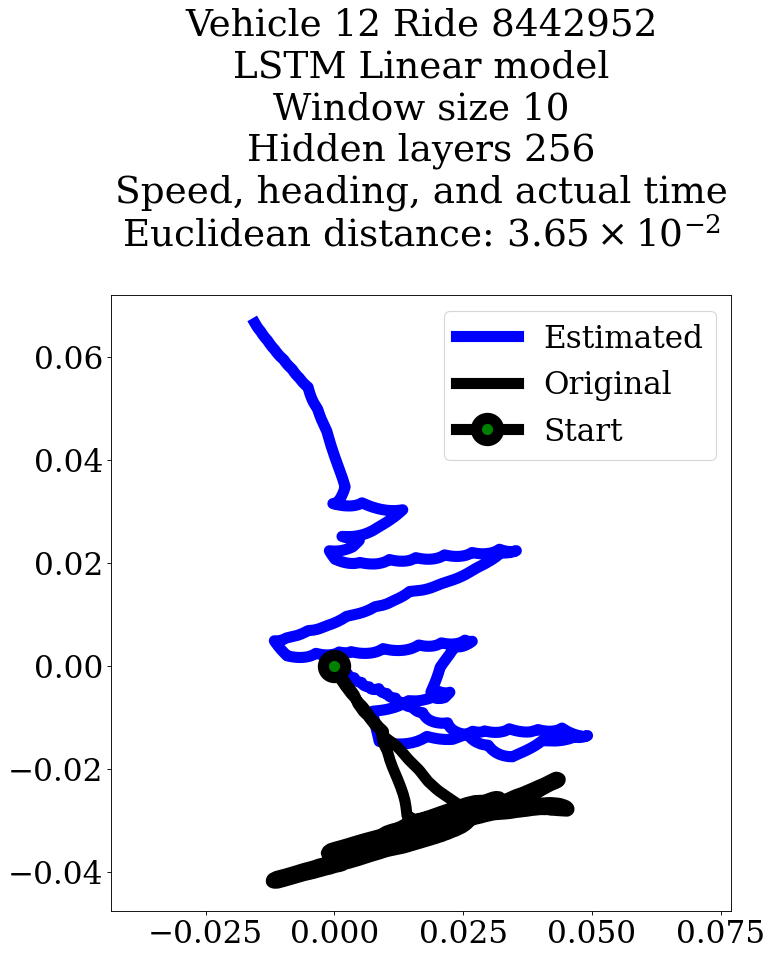 Vehicle 12 Ride 8442952
LSTM Linear model
Window size 10
Hidden layers 256
Speed, heading, and actual time
Euclidean distance: 3.65 × 10⁻²
Estimated
Original
Start
0.06
0.04
0.02
0.00
−0.02
−0.04
−0.025 0.000 0.025 0.050 0.075